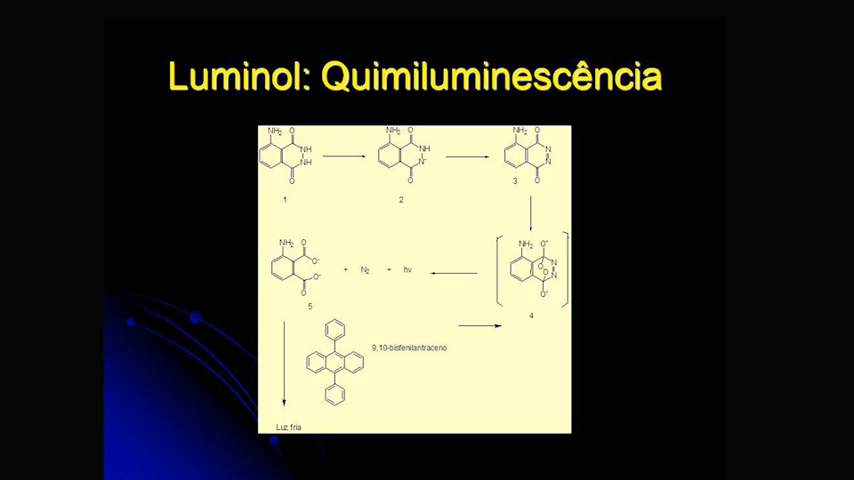 Luminol: Quimiluminescência
NH2 O
NH
NH
O
1
NH2 O
NH
N-
O
2
NH2 O
N
N
O
3
NH2 O
O-
O-
O
5
+ N2 + hv
NH2 O-
N
O
O
N
O-
4
9,10-bisfenilantraceno
Luz fria